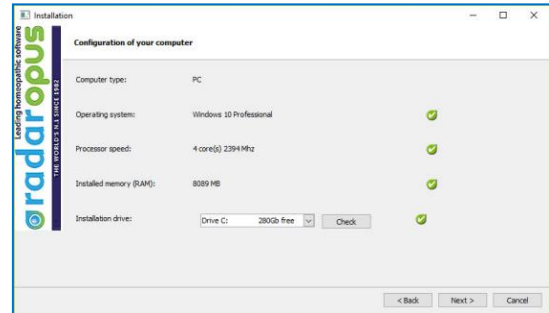 Installation
Leading homeopathic software
radaropus
THE WORLD'S N.1 SINCE 1982
Configuration of your computer
Computer type: PC
Operating system: Windows 10 Professional
Processor speed: 4 core(s) 2394 Mhz
Installed memory (RAM): 8089 MB
Installation drive: Drive C: 280Gb free Check
< Back Next > Cancel